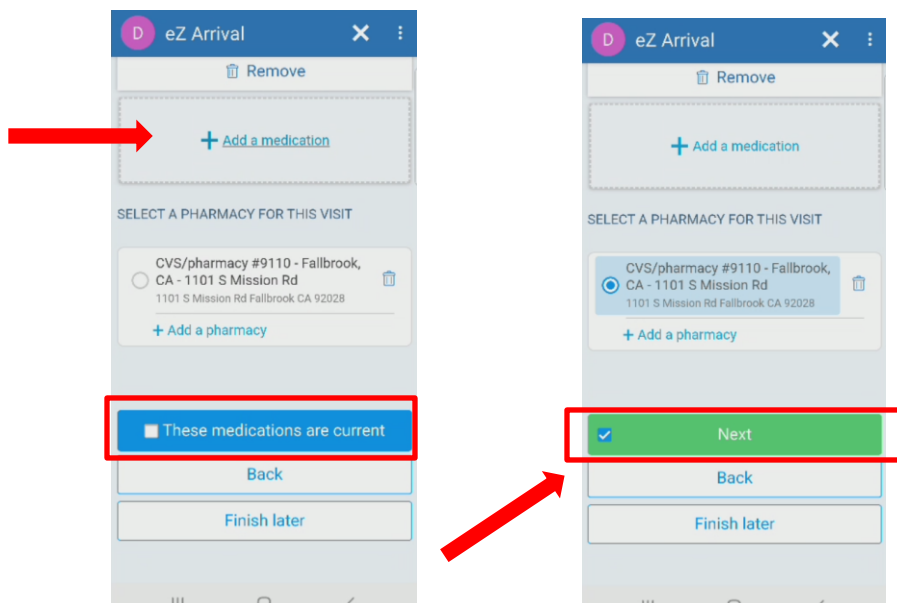 D eZ Arrival
Remove
Add a medication
SELECT A PHARMACY FOR THIS VISIT
CVS/pharmacy #9110 - Fallbrook,
CA - 1101 S Mission Rd
1101 S Mission Rd Fallbrook CA 92028
+ Add a pharmacy
These medications are current
Back
Finish later
D eZ Arrival
Remove
Add a medication
SELECT A PHARMACY FOR THIS VISIT
CVS/pharmacy #9110 - Fallbrook,
CA - 1101 S Mission Rd
1101 S Mission Rd Fallbrook CA 92028
+ Add a pharmacy
Next
Back
Finish later